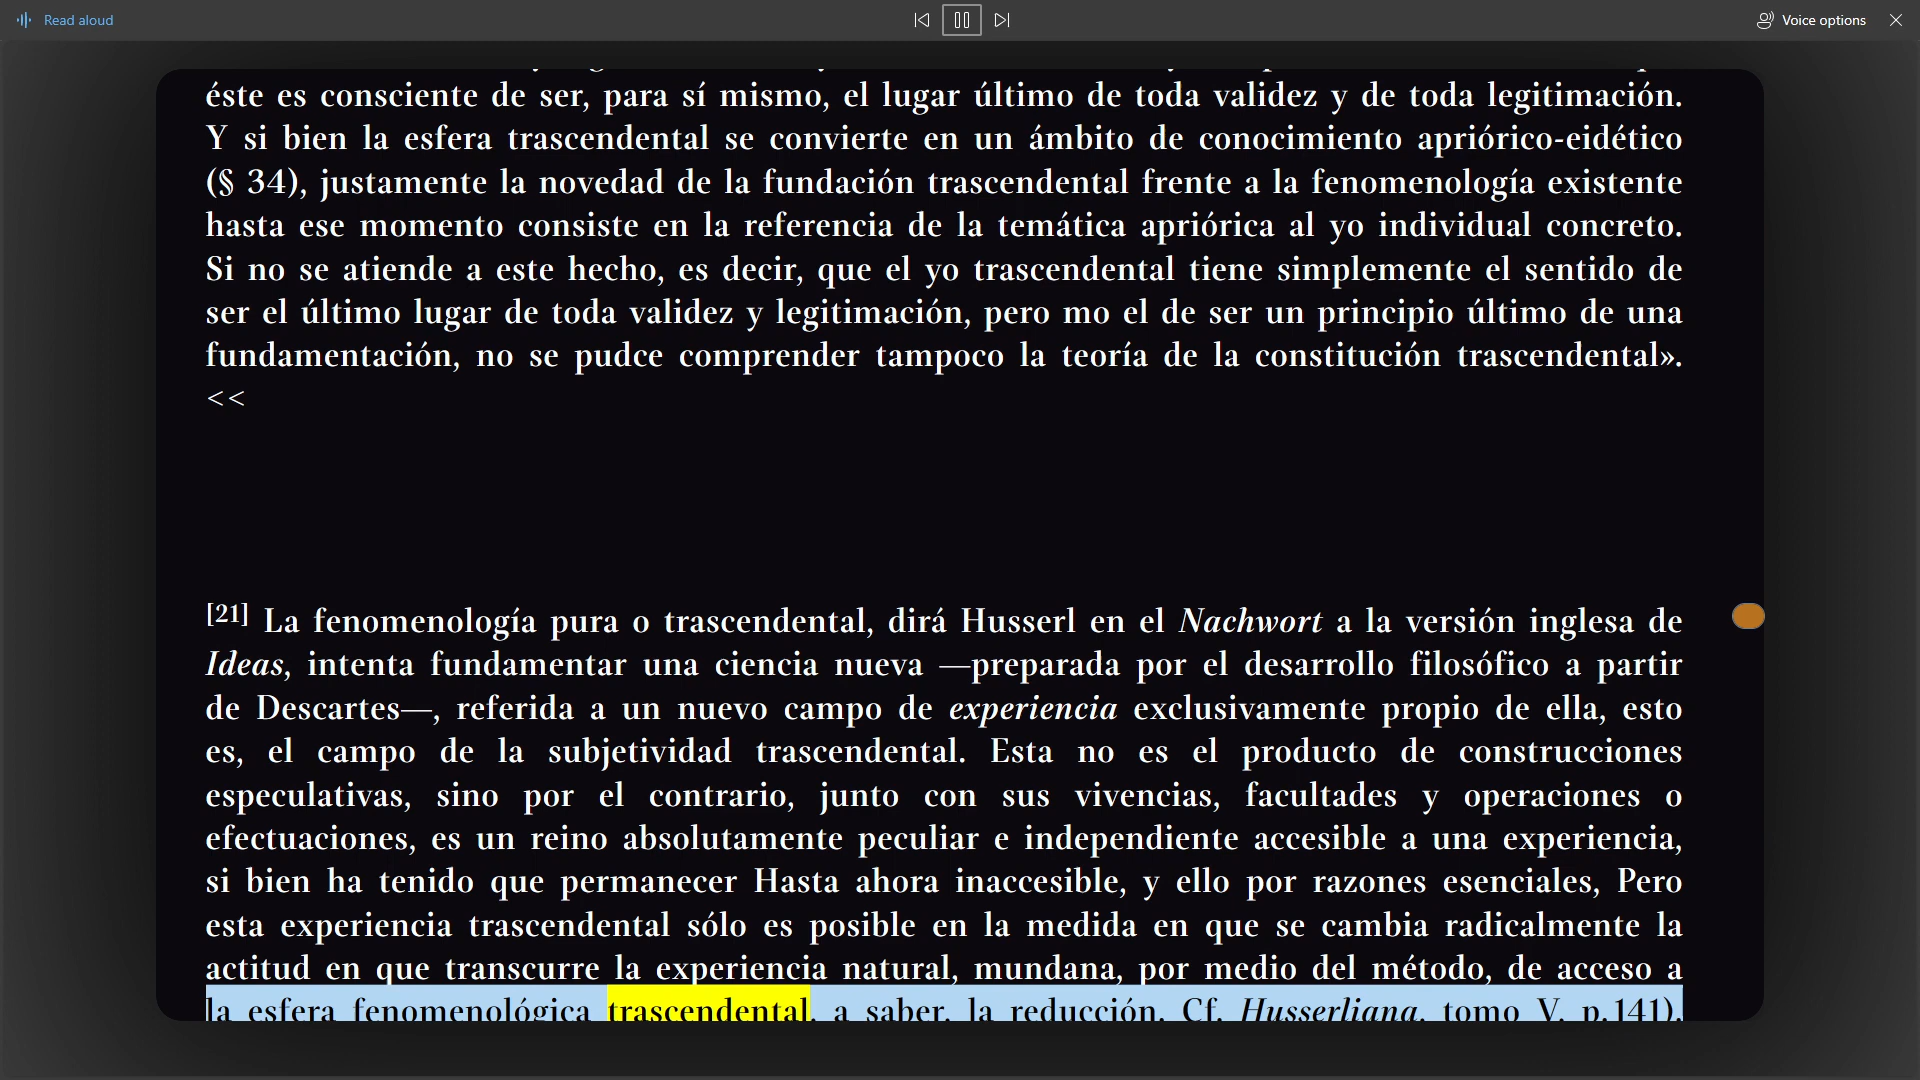 Read aloud
Voice options
éste es consciente de ser, para sí mismo, el lugar último de toda validez y de toda legitimación.
Y si bien la esfera trascendental se convierte en un ámbito de conocimiento apriórico-eidético
(§ 34), justamente la novedad de la fundación trascendental frente a la fenomenología existente
hasta ese momento consiste en la referencia de la temática apriórica al yo individual concreto.
Si no se atiende a este hecho, es decir, que el yo trascendental tiene simplemente el sentido de
ser el último lugar de toda validez y legitimación, pero mo el de ser un principio último de una
fundamentación, no se pudce comprender tampoco la teoría de la constitución trascendental».
<<
[21] La fenomenología pura o trascendental, dirá Husserl en el Nachwort a la versión inglesa de
Ideas, intenta fundamentar una ciencia nueva —preparada por el desarrollo filosófico a partir
de Descartes—, referida a un nuevo campo de experiencia exclusivamente propio de ella, esto
es, el campo de la subjetividad trascendental. Esta no es el producto de construcciones
especulativas, sino por el contrario, junto con sus vivencias, facultades y operaciones o
efectuaciones, es un reino absolutamente peculiar e independiente accesible a una experiencia,
si bien ha tenido que permanecer Hasta ahora inaccesible, y ello por razones esenciales, Pero
esta experiencia trascendental sólo es posible en la medida en que se cambia radicalmente la
actitud en que transcurre la experiencia natural, mundana, por medio del método, de acceso a
la esfera fenomenológica trascendental, a saber, la reducción. Cf. Husserliana, tomo V, p.141).